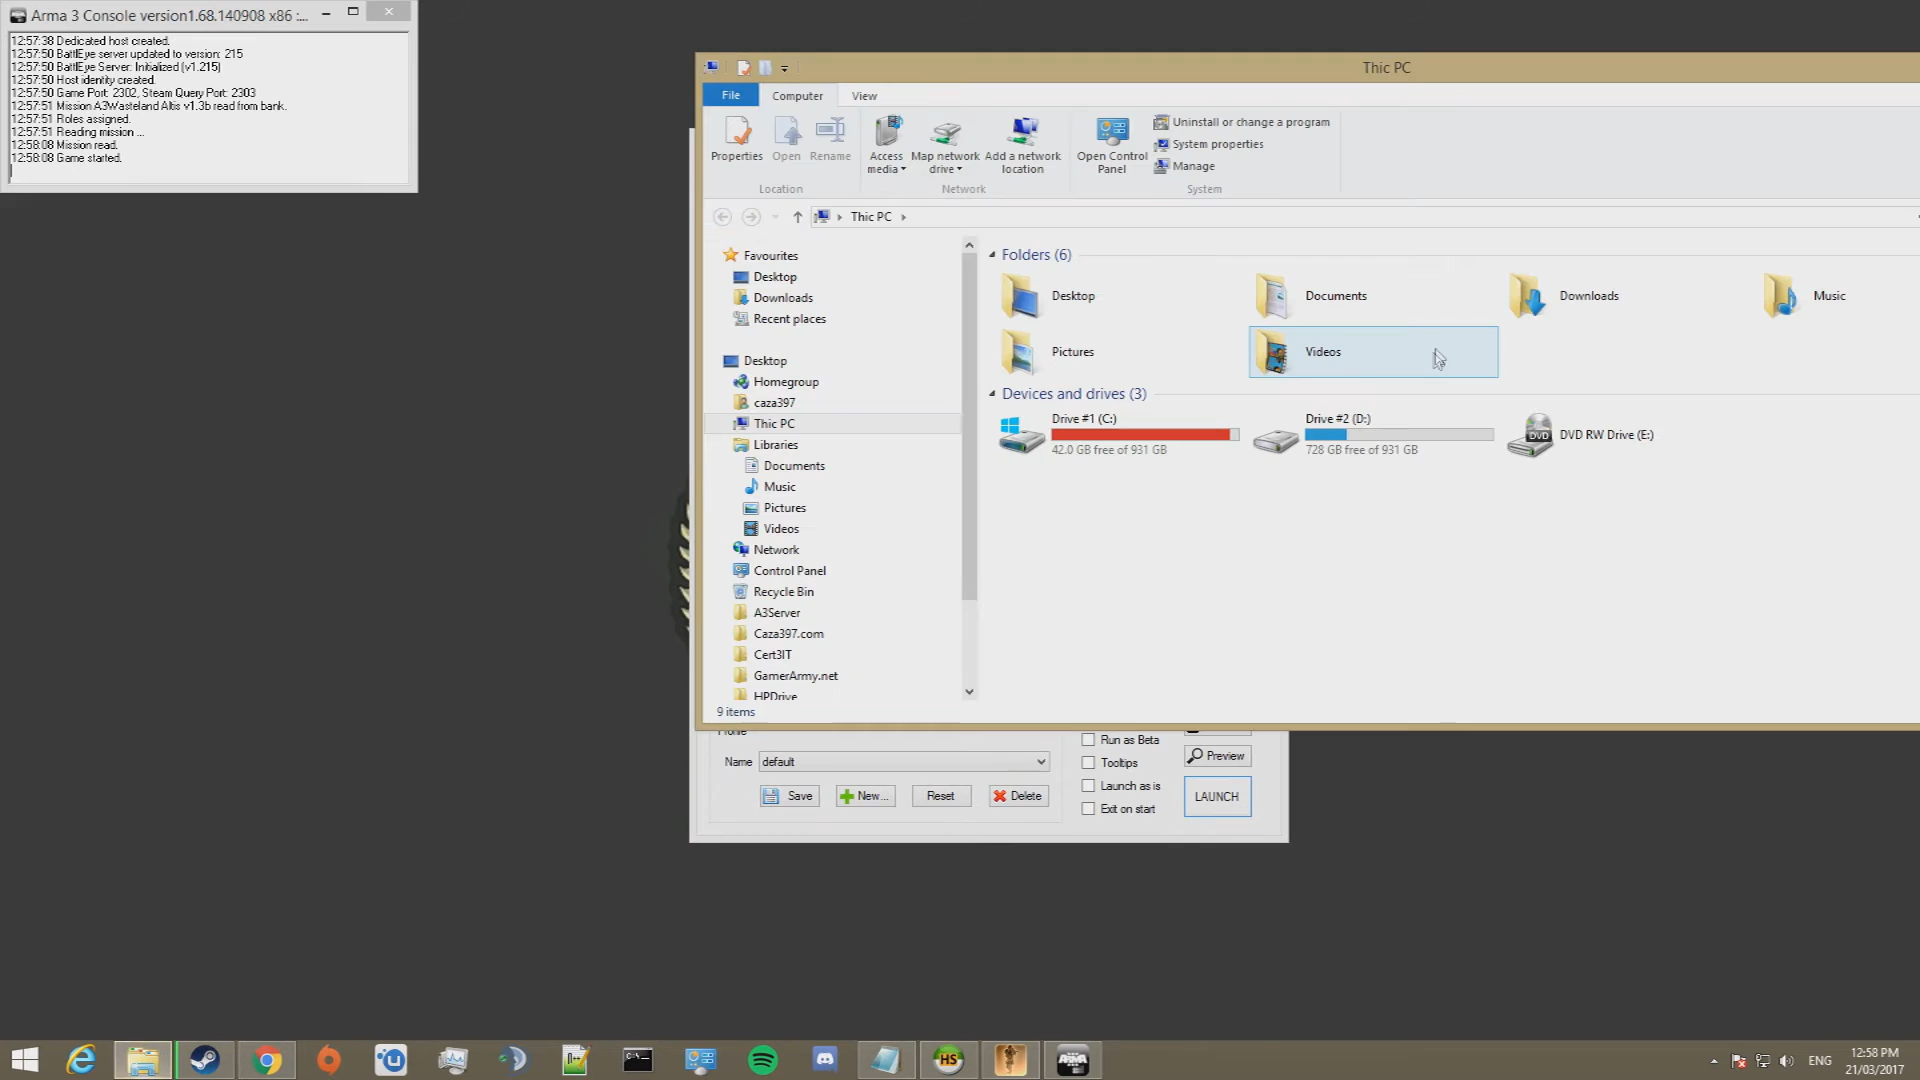 Arma 3 Console version1.68.140908 x86 :...
12:57:38 Dedicated host created.
12:57:50 BattlEye server updated to version: 215
12:57:50 BattlEye Server: Initialized (v1.215)
12:57:50 Host identity created.
12:57:50 Game Port: 2302, Steam Query Port: 2303
12:57:51 Mission A3Wasteland Altis v1.3b read from bank.
12:57:51 Roles assigned.
12:57:51 Reading mission ...
12:58:08 Mission read.
12:58:08 Game started.
Thic PC
File Computer View
Properties Open Rename
Access media Map network drive Add a network location
Open Control Panel
Uninstall or change a program
System properties
Manage
Location Network System
Thic PC
Favourites
Desktop
Downloads
Recent places
Desktop
Homegroup
caza397
Thic PC
Libraries
Documents
Music
Pictures
Videos
Network
Control Panel
Recycle Bin
A3Server
Caza397.com
Cert3IT
GamerArmy.net
HPDrive
Folders (6)
Desktop Documents Downloads Music
Pictures Videos
Devices and drives (3)
Drive #1 (C:)
42.0 GB free of 931 GB
Drive #2 (D:)
728 GB free of 931 GB
DVD RW Drive (E:)
DVD
9 items
Profile
Name default
Save New... Reset Delete
Run as Beta
Tooltips
Launch as is
Exit on start
Preview
LAUNCH
HS
ARMA
ENG
12:58 PM
21/03/2017